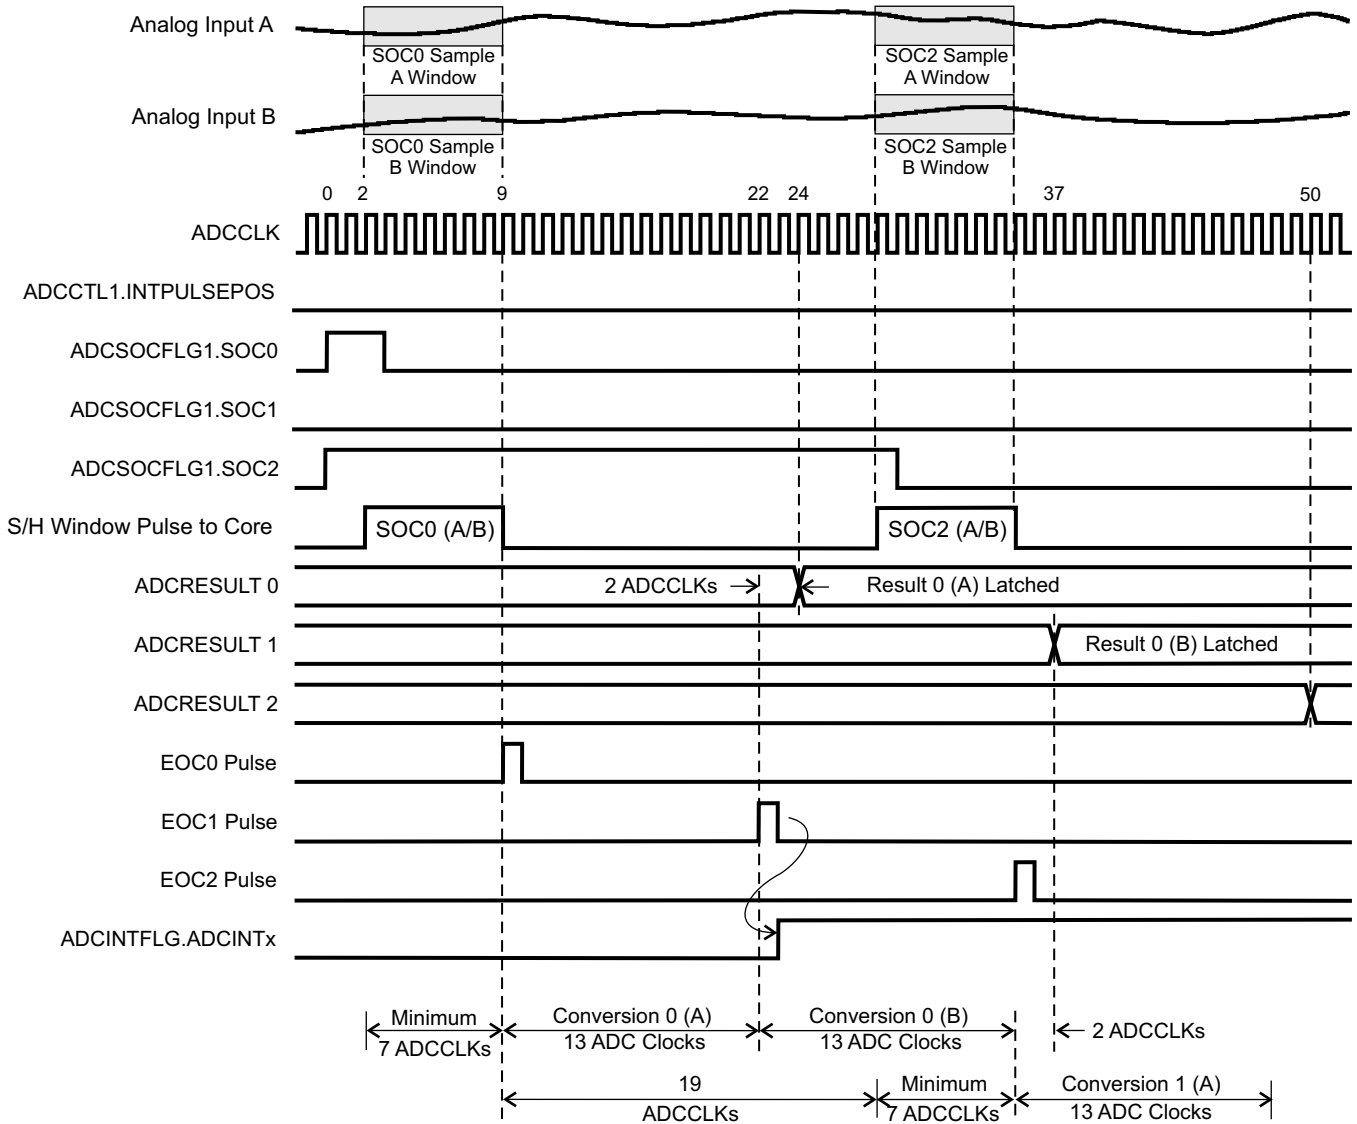 Analog Input A
SOC0 Sample
A Window
SOC2 Sample
A Window
Analog Input B
SOC0 Sample
B Window
SOC2 Sample
B Window
0 2 9 22 24 37 50
ADCCLK
ADCCTL1.INTPULSEPOS
ADCSOCFLG1.SOC0
ADCSOCFLG1.SOC1
ADCSOCFLG1.SOC2
S/H Window Pulse to Core SOC0 (A/B) SOC2 (A/B)
ADCRESULT 0 2 ADCCLKs Result 0 (A) Latched
ADCRESULT 1 Result 0 (B) Latched
ADCRESULT 2
EOC0 Pulse
EOC1 Pulse
EOC2 Pulse
ADCINTFLG.ADCINTx
Minimum
7 ADCCLKs
Conversion 0 (A)
13 ADC Clocks
Conversion 0 (B)
13 ADC Clocks
2 ADCCLKs
19
ADCCLKs
Minimum
7 ADCCLKs
Conversion 1 (A)
13 ADC Clocks